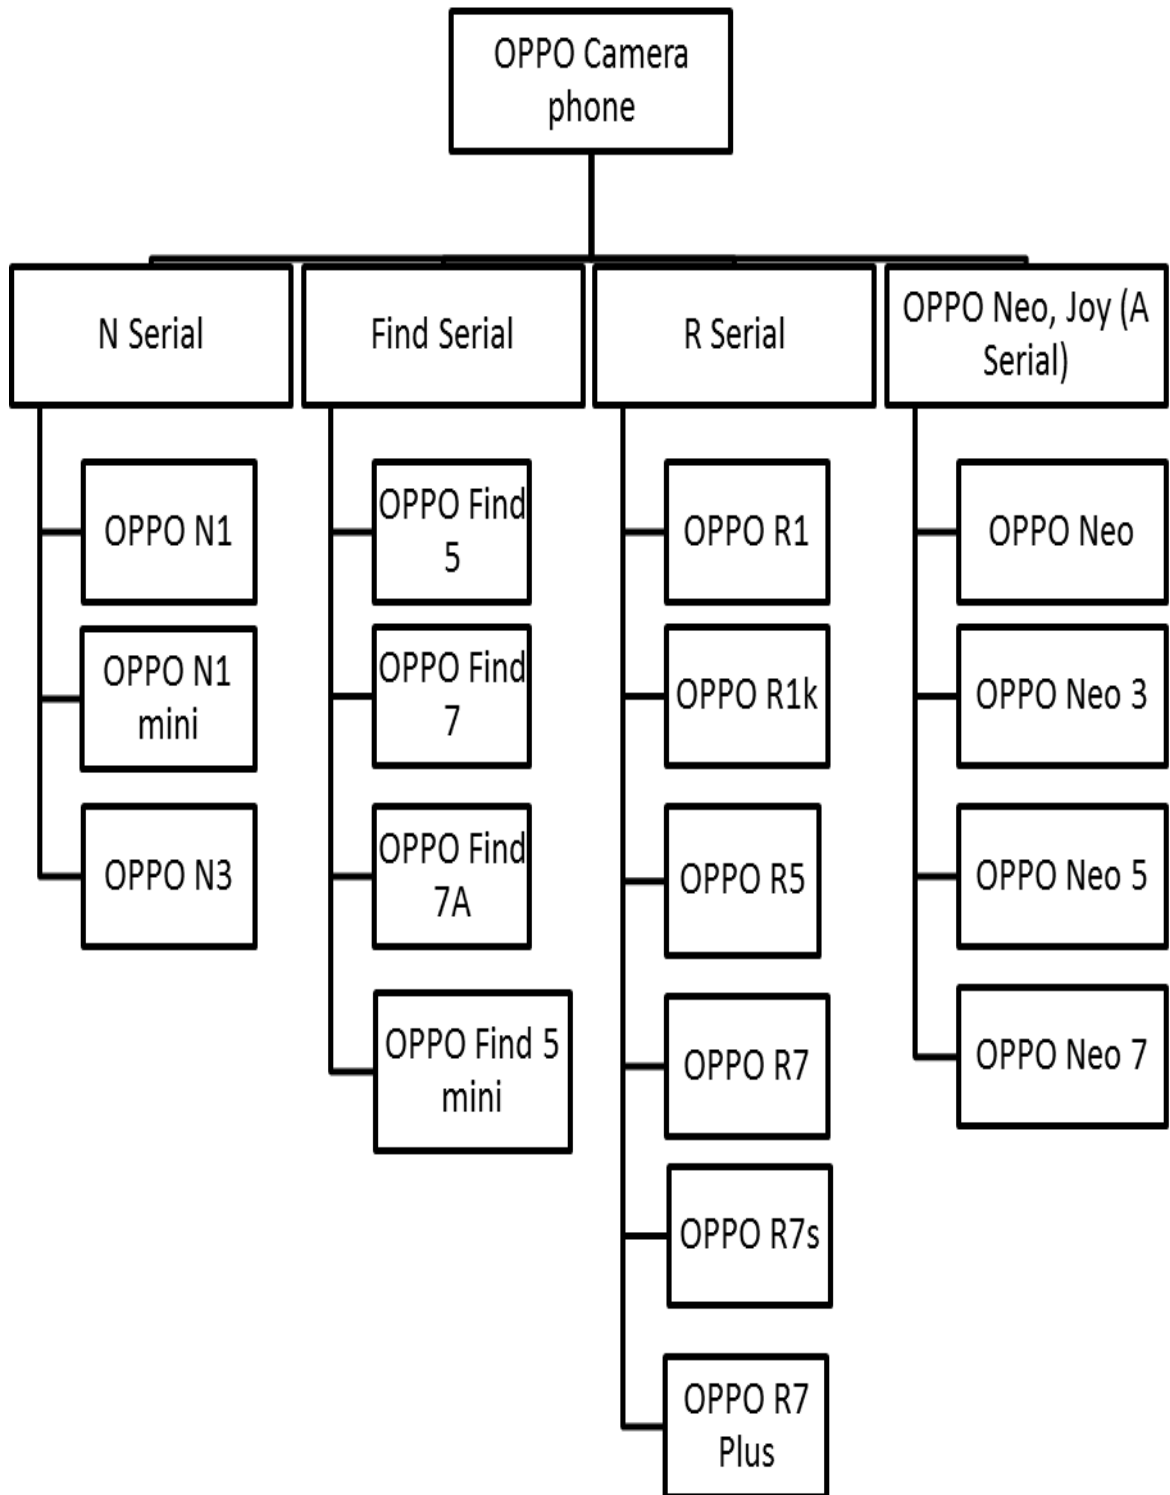 OPPO Camera
phone
N Serial
Find Serial
R Serial
OPPO Neo, Joy (A
Serial)
OPPO N1
OPPO N1
mini
OPPO N3
OPPO Find
5
OPPO Find
7
OPPO Find
7A
OPPO Find 5
mini
OPPO R1
OPPO R1k
OPPO R5
OPPO R7
OPPO R7s
OPPO R7
Plus
OPPO Neo
OPPO Neo 3
OPPO Neo 5
OPPO Neo 7